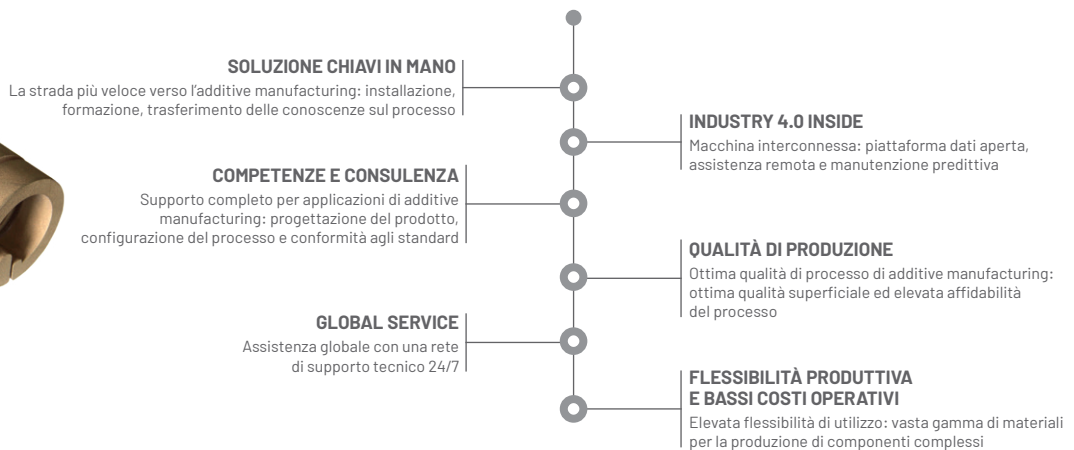 SOLUZIONE CHIAVI IN MANO
La strada più veloce verso l'additive manufacturing: installazione,
formazione, trasferimento delle conoscenze sul processo
INDUSTRY 4.0 INSIDE
Macchina interconnessa: piattaforma dati aperta,
assistenza remota e manutenzione predittiva
COMPETENZE E CONSULENZA
Supporto completo per applicazioni di additive
manufacturing: progettazione del prodotto,
configurazione del processo e conformità agli standard
QUALITÀ DI PRODUZIONE
Ottima qualità di processo di additive manufacturing:
ottima qualità superficiale ed elevata affidabilità
del processo
GLOBAL SERVICE
Assistenza globale con una rete
di supporto tecnico 24/7
FLESSIBILITÀ PRODUTTIVA
E BASSI COSTI OPERATIVI
Elevata flessibilità di utilizzo: vasta gamma di materiali
per la produzione di componenti complessi